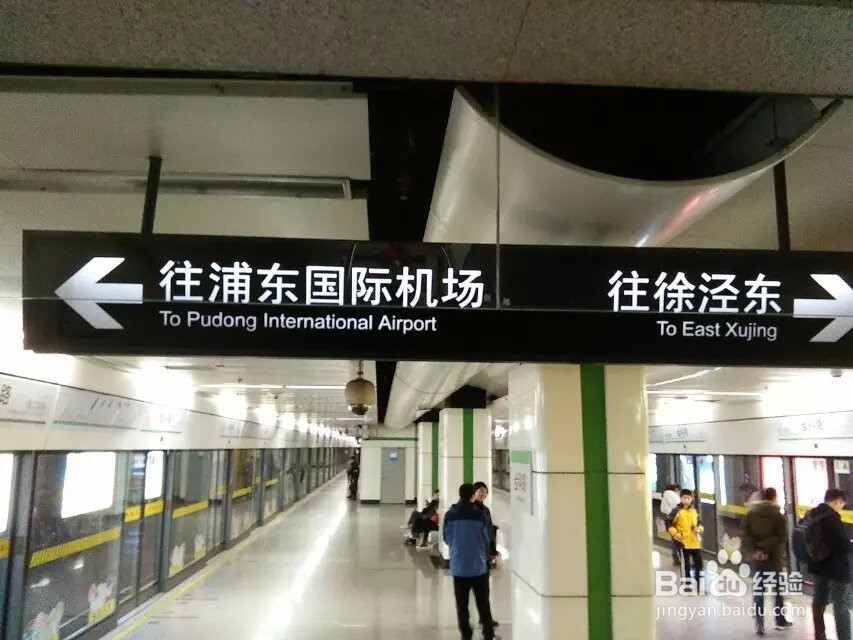 往浦东国际机场
To Pudong International Airport
往徐泾东
To East Xujing
Baidu 经验
jingyan.baidu.com